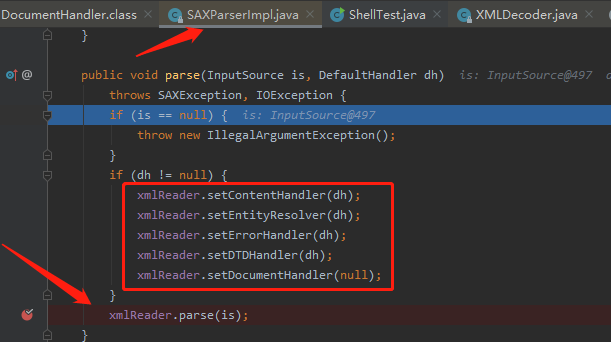 DocumentHandler.class SAXParserImpl.java ShellTest.java XMLDecoder.java
}
public void parse(InputSource is, DefaultHandler dh) is: InputSource@497
throws SAXException, IOException {
if (is == null) { is: InputSource@497
throw new IllegalArgumentException();
}
if (dh != null) {
xmlReader.setContentHandler(dh);
xmlReader.setEntityResolver(dh);
xmlReader.setErrorHandler(dh);
xmlReader.setDTDHandler(dh);
xmlReader.setDocumentHandler(null);
}
xmlReader.parse(is);
}